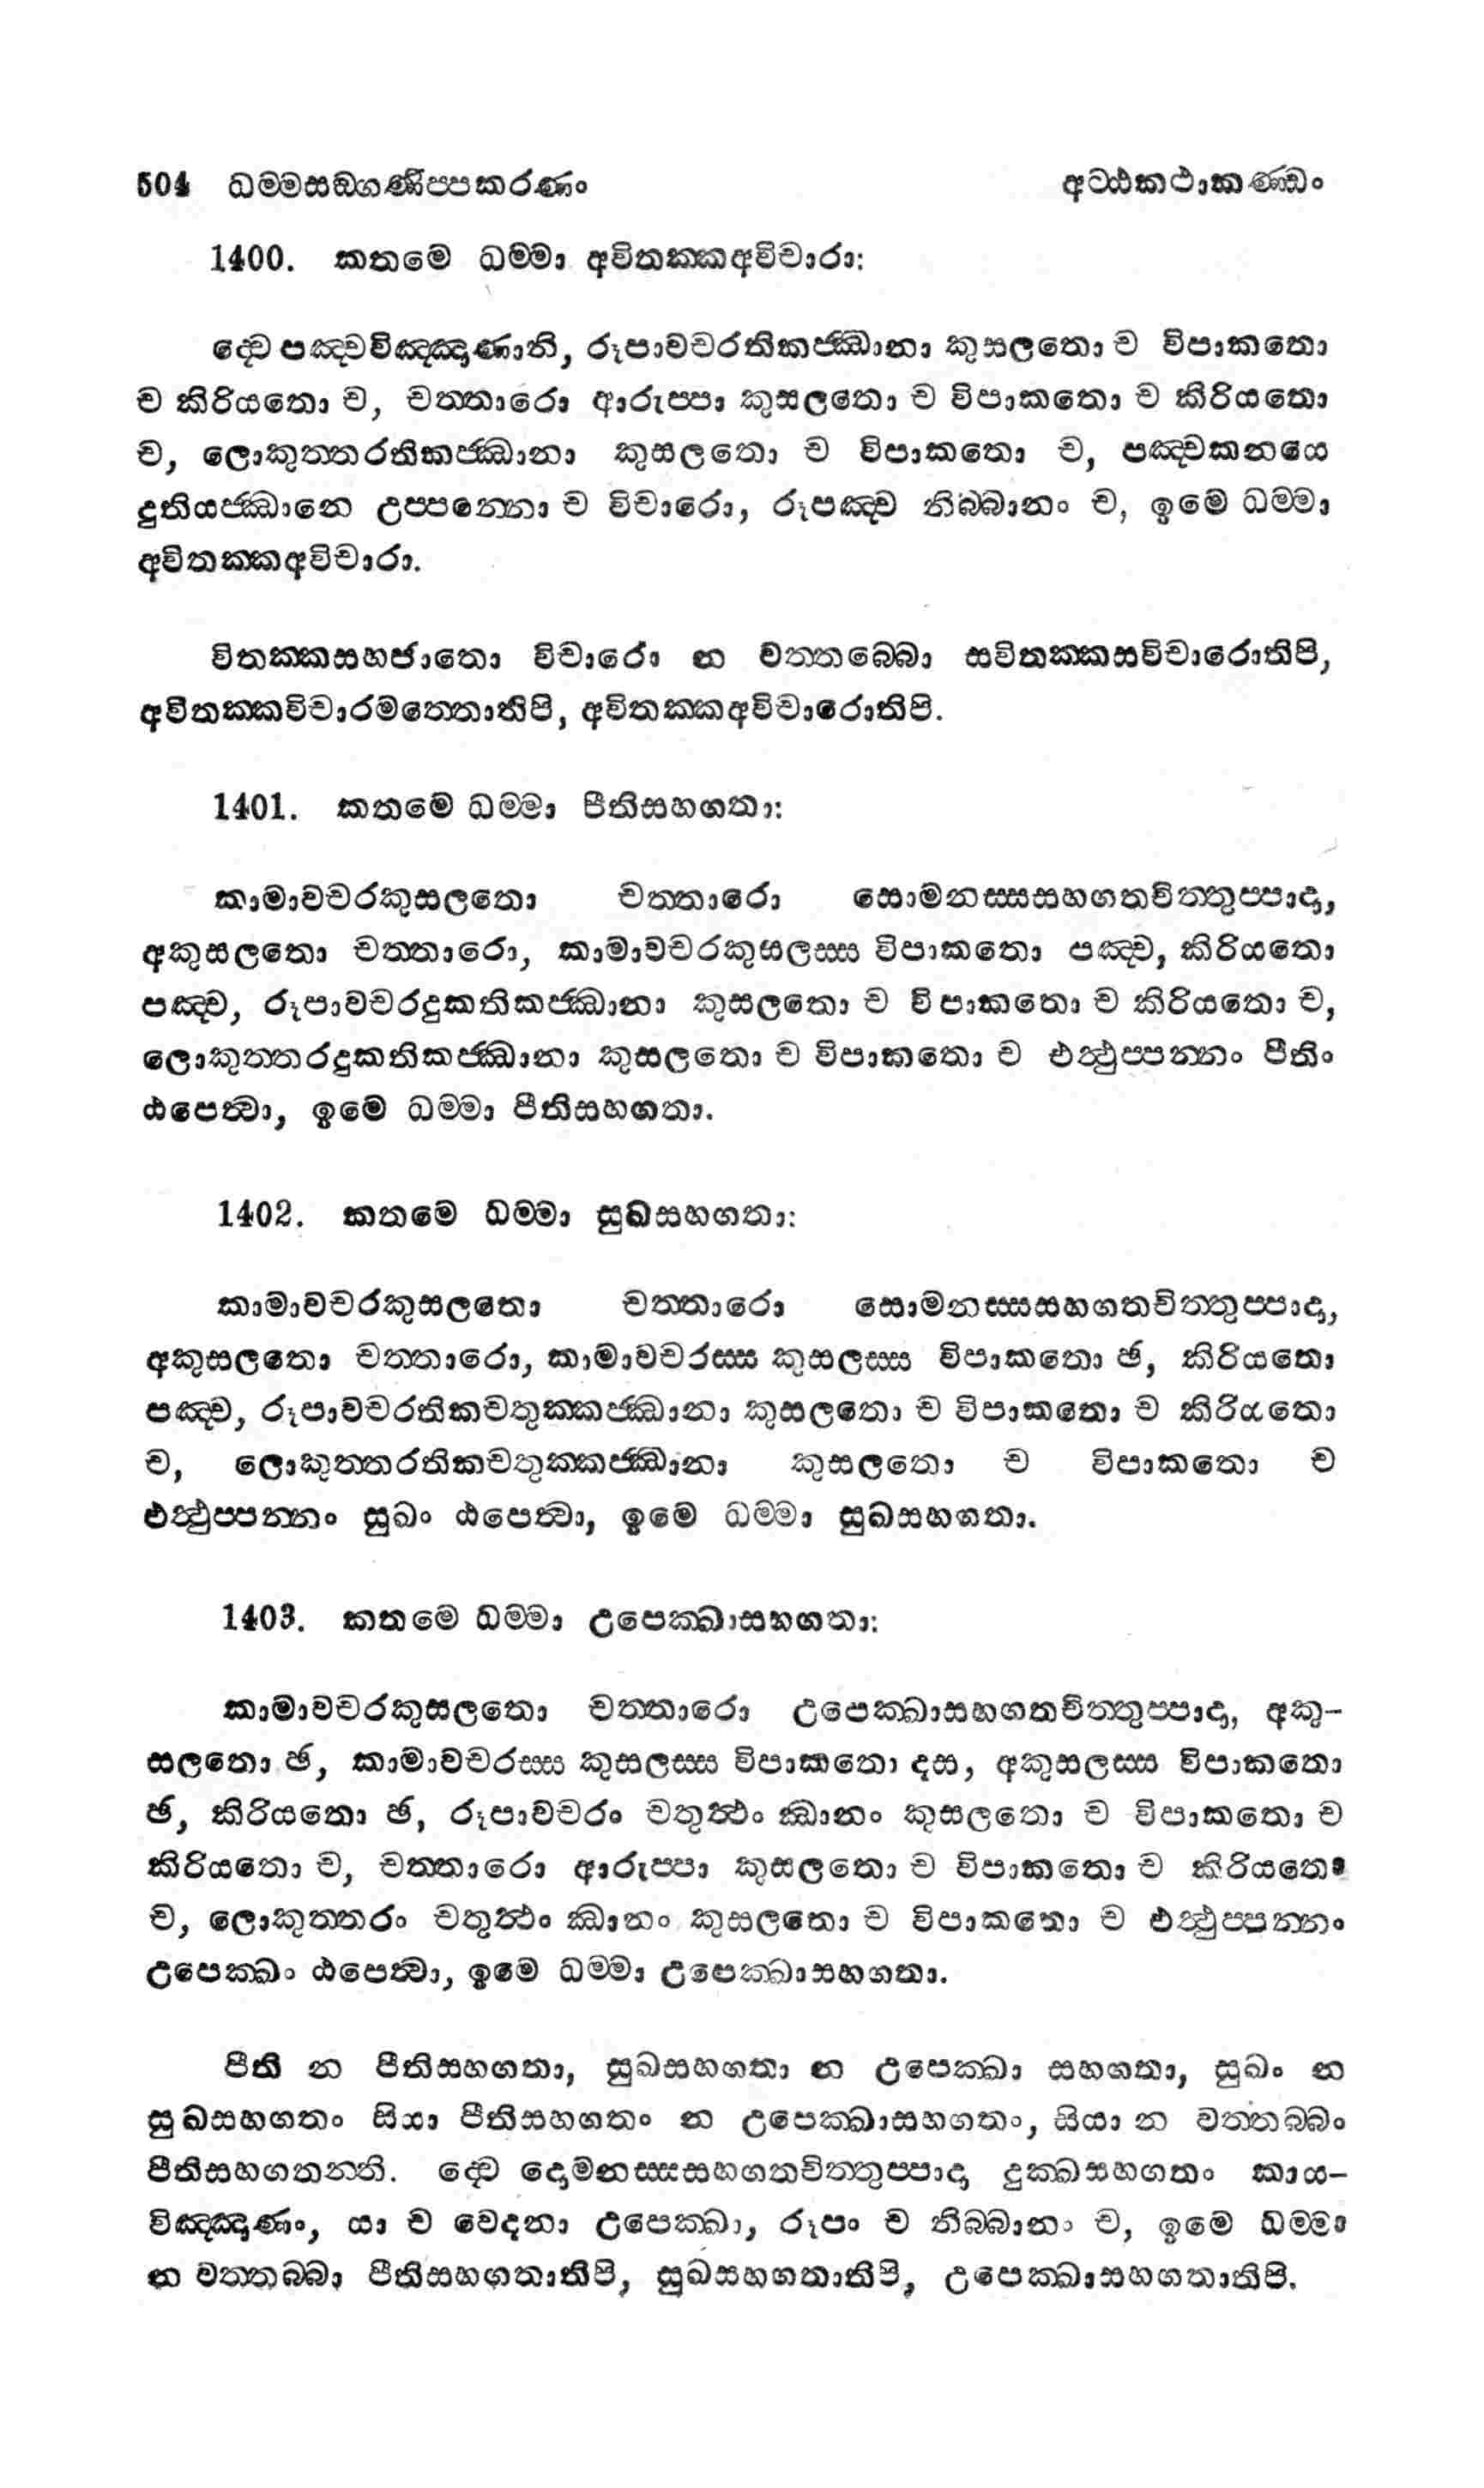 504 ධම්මසඞ්ගණිප්පකරණං අට්ඨකථාකණ්ඩං
1400. කතමෙ ධම්මා අවිතක්කඅවිචාරා:
ද්වෙ පඤ්චවිඤ්ඤාණානි, රූපාවචරතිකජ්ඣානා කුසලතො ච විපාකතො
ච කිරියතො ච, චත්තාරො ආරුප්පා කුසලතො ච විපාකතො ච කිරියතො
ච, ලොකුත්තරතිකජ්ඣානා කුසලතො ච විපාකතො ච, පඤ්චකනයෙ
දුතියජ්ඣානෙ උප්පන්නො ච විචාරො, රූපඤ්ච නිබ්බානං ච, ඉමෙ ධම්මා
අවිතක්කඅවිචාරා.
විතක්කසහජාතො විචාරො න වත්තබ්බො සවිතක්කසවිචාරොතිපි,
අවිතක්කවිචාරමත්තොතිපි, අවිතක්කඅවිචාරොතිපි.
1401. කතමෙ ධම්මා පීතිසහගතා:
කාමාවචරකුසලතො චත්තාරො සොමනස්සසහගතචිත්තුප්පාදා,
අකුසලතො චත්තාරො, කාමාවචරකුසලස්ස විපාකතො පඤ්ච, කිරියතො
පඤ්ච, රූපාවචරදුකතිකජ්ඣානා කුසලතො ච විපාකතො ච කිරියතො ච,
ලොකුත්තරදුකතිකජ්ඣානා කුසලතො ච විපාකතො ච එත්ථුප්පන්නං පීතිං
ඨපෙත්වා, ඉමෙ ධම්මා පීතිසහගතා.
1402. කතමෙ ධම්මා සුඛසහගතා:
කාමාවචරකුසලතො චත්තාරො සොමනස්සසහගතචිත්තුප්පාදා,
අකුසලතො චත්තාරො, කාමාවචරස්ස කුසලස්ස විපාකතො ඡ, කිරියතො
පඤ්ච, රූපාවචරතිකචතුක්කජ්ඣානා කුසලතො ච විපාකතො ච කිරියතො
ච, ලොකුත්තරතිකචතුක්කජ්ඣානා කුසලතො ච විපාකතො ච
එත්ථුප්පන්නං සුඛං ඨපෙත්වා, ඉමෙ ධම්මා සුඛසහගතා.
1403. කතමෙ ධම්මා උපෙක්ඛාසහගතා:
කාමාවචරකුසලතො චත්තාරො උපෙක්ඛාසහගතචිත්තුප්පාදා, අකු-
සලතො ඡ, කාමාවචරස්ස කුසලස්ස විපාකතො දස, අකුසලස්ස විපාකතො
ඡ, කිරියතො ඡ, රූපාවචරං චතුත්ථං ඣානං කුසලතො ච විපාකතො ච
කිරියතො ච, චත්තාරො ආරුප්පා කුසලතො ච විපාකතො ච කිරියතො
ච, ලොකුත්තරං චතුත්ථං ඣානං කුසලතො ච විපාකතො ච එත්ථුප්පන්නං
උපෙක්ඛං ඨපෙත්වා, ඉමෙ ධම්මා උපෙක්ඛාසහගතා.
පීති න පීතිසහගතා, සුඛසහගතා න උපෙක්ඛා සහගතා, සුඛං න
සුඛසහගතං සියා පීතිසහගතං න උපෙක්ඛාසහගතං, සියා න වත්තබ්බං
පීතිසහගතන්ති. ද්වෙ දොමනස්සසහගතචිත්තුප්පාදා දුක්ඛසහගතං කාය-
විඤ්ඤාණං, යා ච වෙදනා උපෙක්ඛා, රූපං ච නිබ්බානං ච, ඉමෙ ධම්මා
න වත්තබ්බා පීතිසහගතාතිපි, සුඛසහගතාතිපි, උපෙක්ඛාසහගතාතිපි.